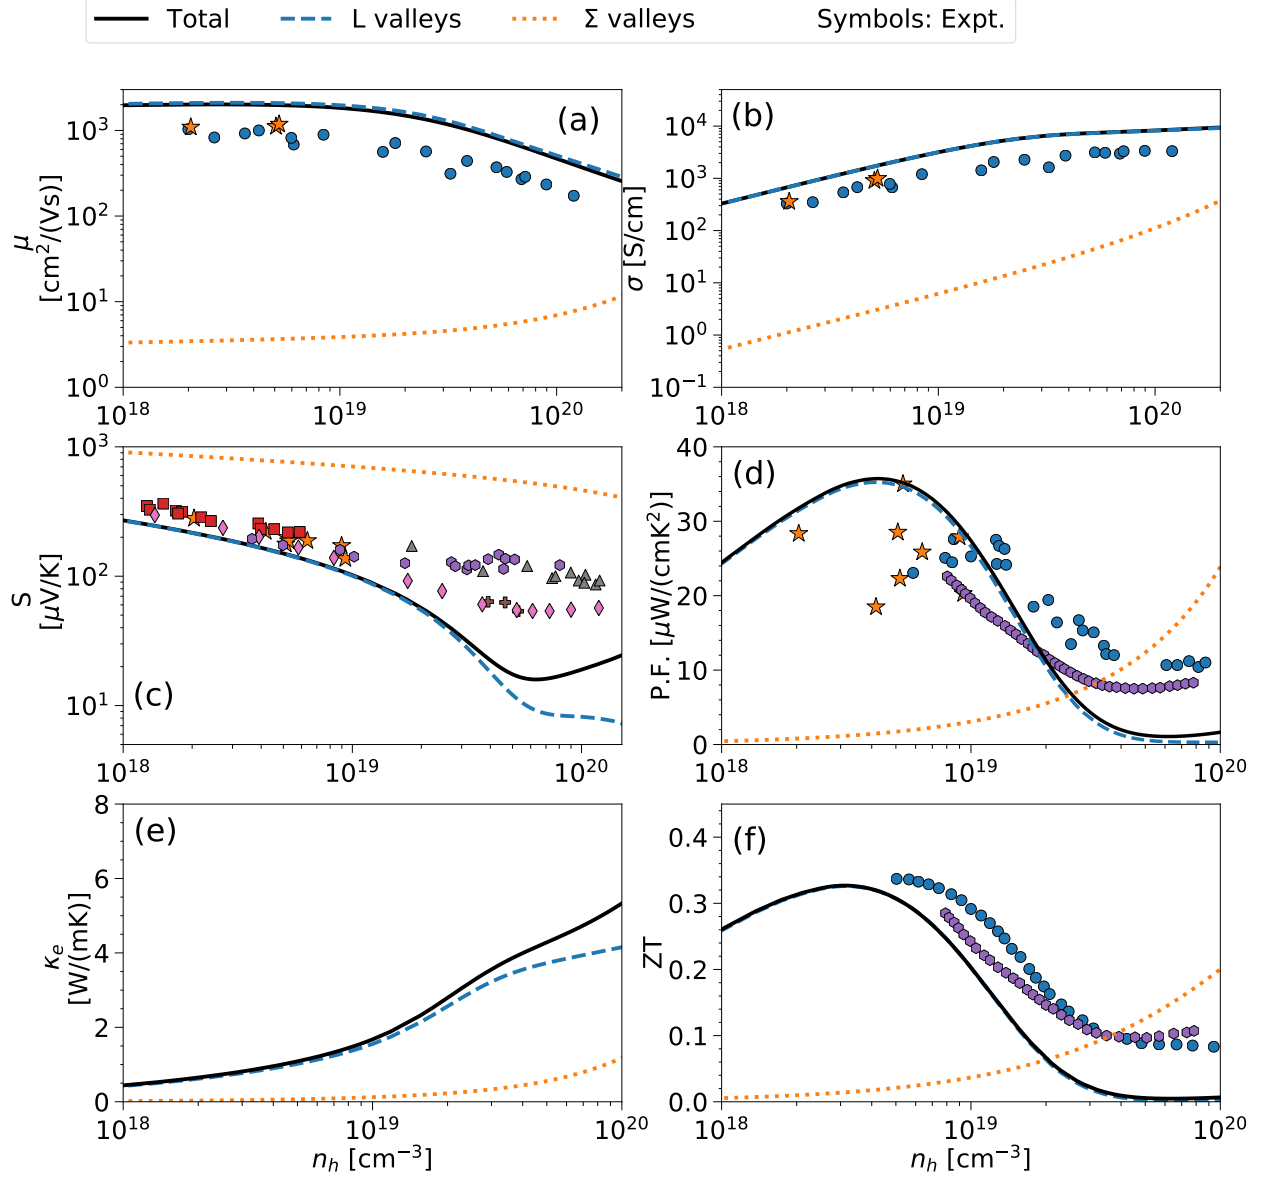 Total L valleys Σ valleys Symbols: Expt.
(a)
10³
10²
10¹
10⁰
μ
[cm²/(Vs)]
10¹⁸ 10¹⁹ 10²⁰
(b)
10⁴
10³
10²
10¹
10⁰
10⁻¹
σ [S/cm]
10¹⁸ 10¹⁹ 10²⁰
(c)
10³
10²
10¹
S
[μV/K]
10¹⁸ 10¹⁹ 10²⁰
(d)
40
30
20
10
0
P.F. [μW/(cmK²)]
10¹⁸ 10¹⁹ 10²⁰
(e)
8
6
4
2
0
κₑ
[W/(mK)]
10¹⁸ 10¹⁹ 10²⁰
n_h [cm⁻³]
(f)
0.4
0.3
0.2
0.1
0.0
ZT
10¹⁸ 10¹⁹ 10²⁰
n_h [cm⁻³]